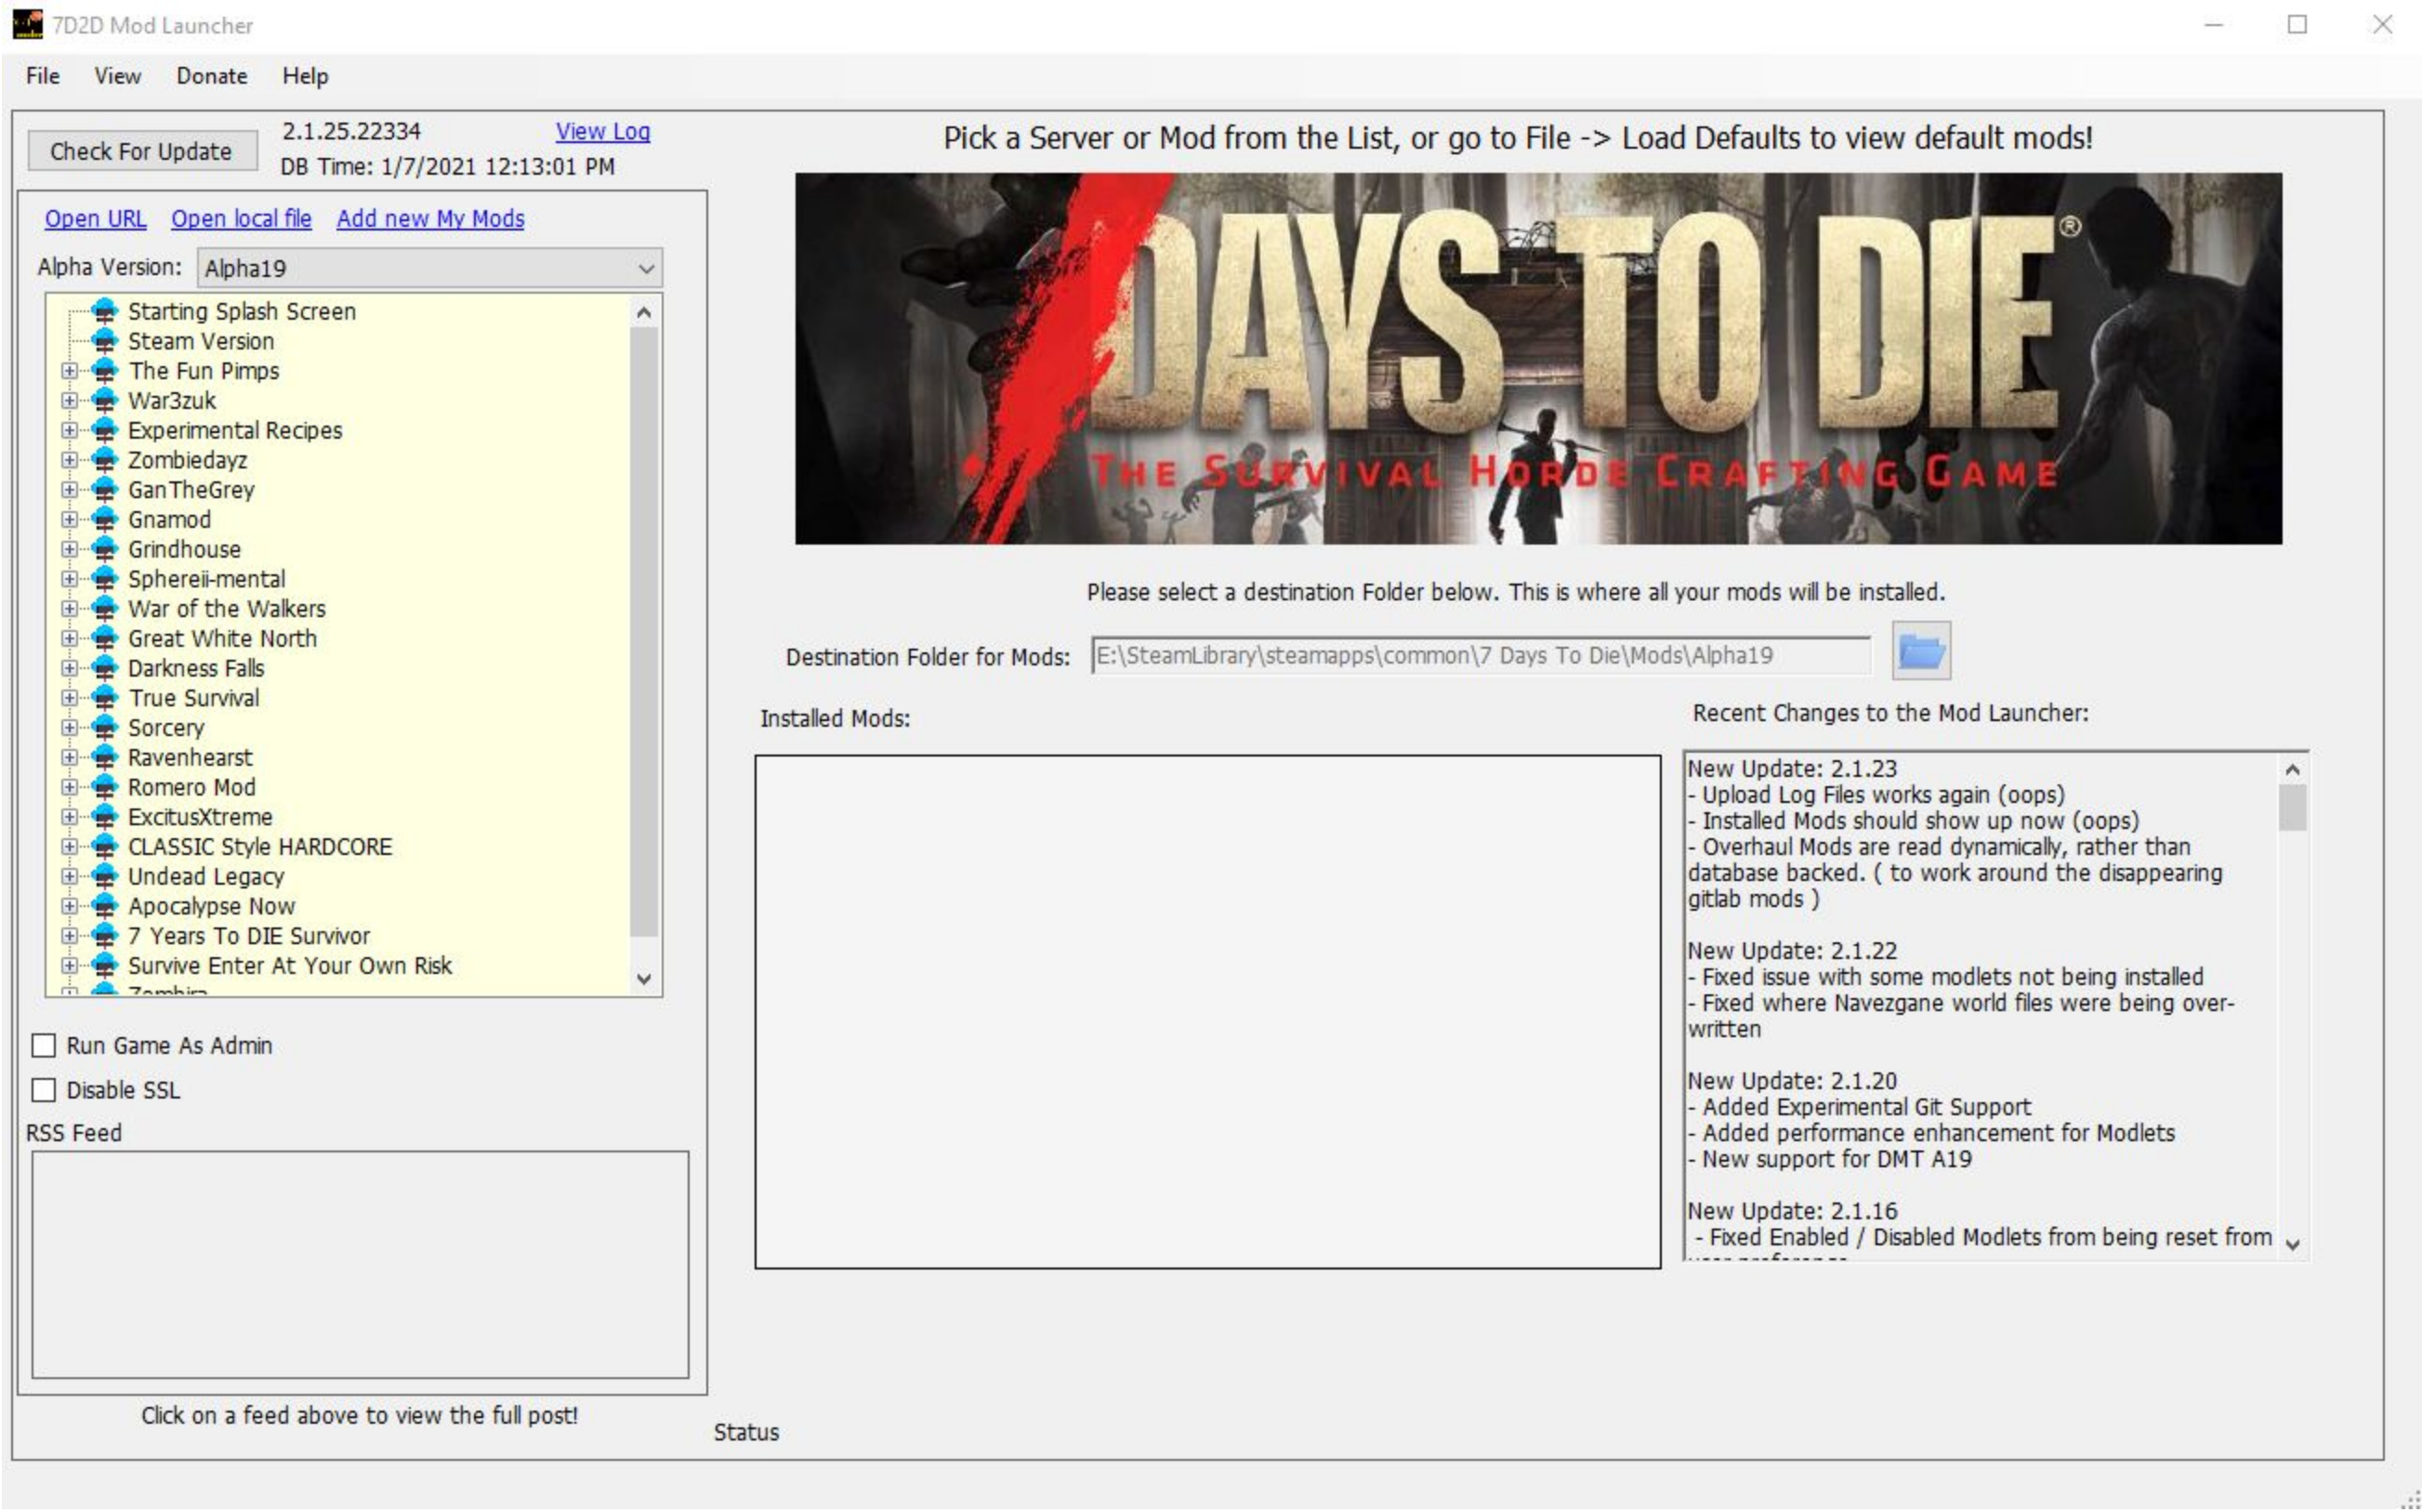 7D2D Mod Launcher
File View Donate Help
Check For Update
2.1.25.22334
View Log
DB Time: 1/7/2021 12:13:01 PM
Open URL Open local file Add new My Mods
Alpha Version: Alpha19
Starting Splash Screen
Steam Version
The Fun Pimps
War3zuk
Experimental Recipes
Zombiedayz
GanTheGrey
Gnamod
Grindhouse
Sphereii-mental
War of the Walkers
Great White North
Darkness Falls
True Survival
Sorcery
Ravenhearst
Romero Mod
ExcitusXtreme
CLASSIC Style HARDCORE
Undead Legacy
Apocalypse Now
7 Years To DIE Survivor
Survive Enter At Your Own Risk
Run Game As Admin
Disable SSL
RSS Feed
Click on a feed above to view the full post!
Pick a Server or Mod from the List, or go to File -> Load Defaults to view default mods!
7 DAYS TO DIE®
THE SURVIVAL HORDE CRAFTING GAME
Please select a destination Folder below. This is where all your mods will be installed.
Destination Folder for Mods: E:\SteamLibrary\steamapps\common\7 Days To Die\Mods\Alpha19
Installed Mods:
Recent Changes to the Mod Launcher:
New Update: 2.1.23
- Upload Log Files works again (oops)
- Installed Mods should show up now (oops)
- Overhaul Mods are read dynamically, rather than
database backed. ( to work around the disappearing
gitlab mods )
New Update: 2.1.22
- Fixed issue with some modlets not being installed
- Fixed where Navezgane world files were being over-
written
New Update: 2.1.20
- Added Experimental Git Support
- Added performance enhancement for Modlets
- New support for DMT A19
New Update: 2.1.16
- Fixed Enabled / Disabled Modlets from being reset from
Status